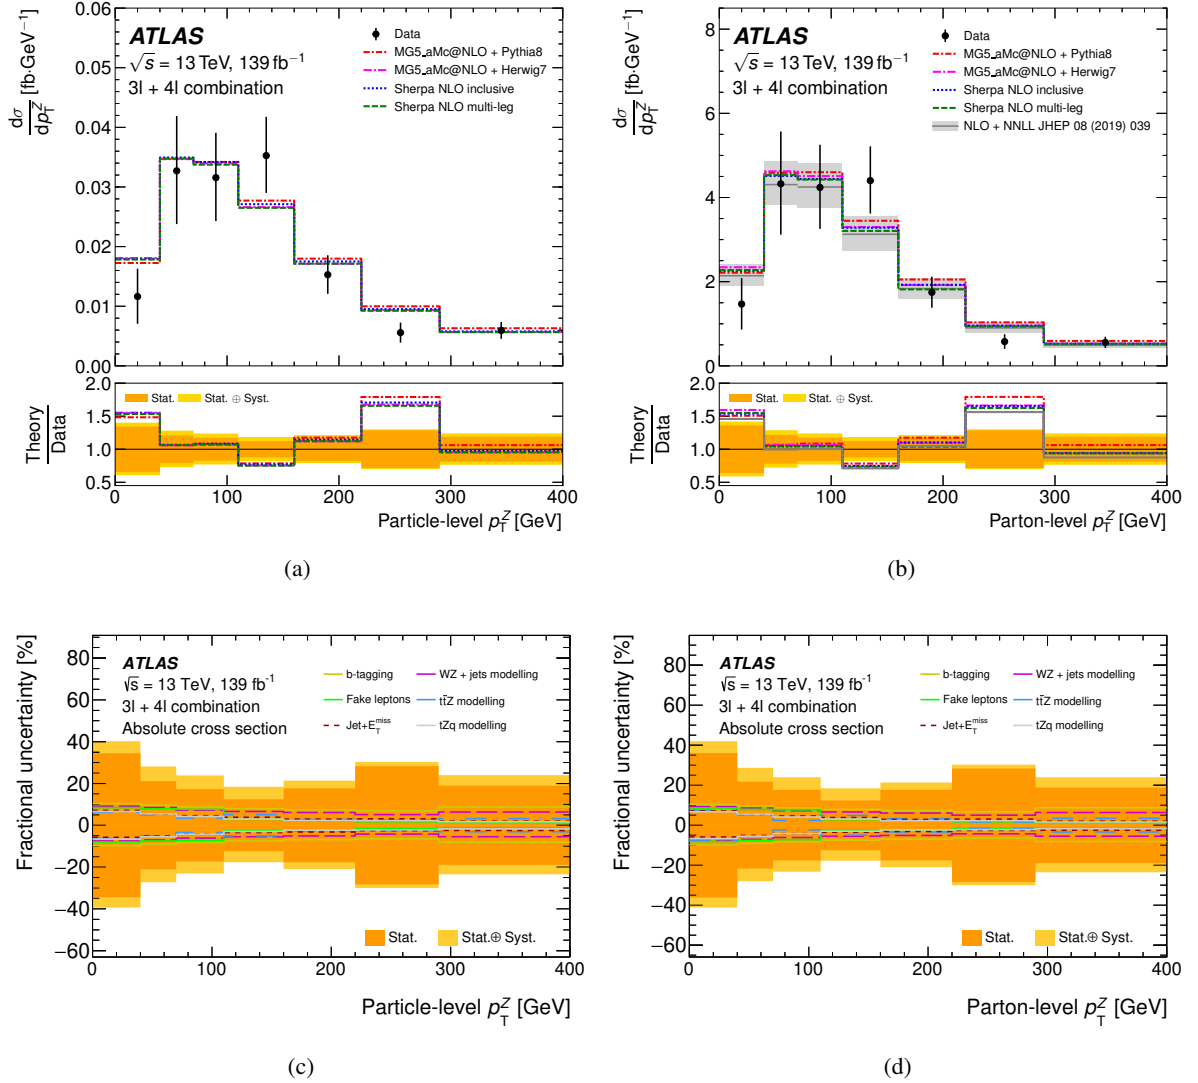 ATLAS
√s = 13 TeV, 139 fb⁻¹
3l + 4l combination
Data
MG5_aMc@NLO + Pythia8
MG5_aMc@NLO + Herwig7
Sherpa NLO inclusive
Sherpa NLO multi-leg
dσ/dp_T^Z [fb·GeV⁻¹]
0.06
0.05
0.04
0.03
0.02
0.01
0.00
Stat. Stat. ⊕ Syst.
Theory/Data
2.0
1.5
1.0
0.5
0 100 200 300 400
Particle-level p_T^Z [GeV]
(a)
ATLAS
√s = 13 TeV, 139 fb⁻¹
3l + 4l combination
Data
MG5_aMc@NLO + Pythia8
MG5_aMc@NLO + Herwig7
Sherpa NLO inclusive
Sherpa NLO multi-leg
NLO + NNLL JHEP 08 (2019) 039
dσ/dp_T^Z [fb·GeV⁻¹]
8
6
4
2
0
Stat. Stat. ⊕ Syst.
Theory/Data
2.0
1.5
1.0
0.5
0 100 200 300 400
Parton-level p_T^Z [GeV]
(b)
ATLAS
√s = 13 TeV, 139 fb⁻¹
3l + 4l combination
Absolute cross section
b-tagging WZ + jets modelling
Fake leptons tt̄Z modelling
Jet+E_T^miss tZq modelling
Fractional uncertainty [%]
80
60
40
20
0
−20
−40
−60
Stat. Stat.⊕ Syst.
0 100 200 300 400
Particle-level p_T^Z [GeV]
(c)
ATLAS
√s = 13 TeV, 139 fb⁻¹
3l + 4l combination
Absolute cross section
b-tagging WZ + jets modelling
Fake leptons tt̄Z modelling
Jet+E_T^miss tZq modelling
Fractional uncertainty [%]
80
60
40
20
0
−20
−40
−60
Stat. Stat.⊕ Syst.
0 100 200 300 400
Parton-level p_T^Z [GeV]
(d)